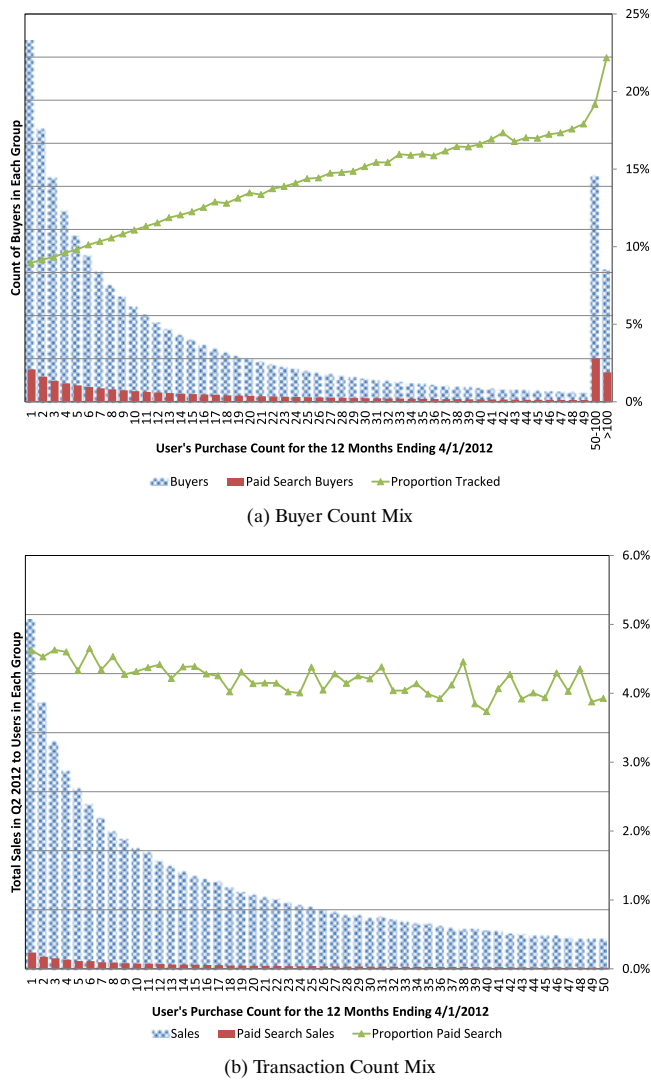 25%
20%
15%
10%
5%
0%
Count of Buyers in Each Group
1 2 3 4 5 6 7 8 9 10 11 12 13 14 15 16 17 18 19 20 21 22 23 24 25 26 27 28 29 30 31 32 33 34 35 36 37 38 39 40 41 42 43 44 45 46 47 48 49 50-100 >100
User's Purchase Count for the 12 Months Ending 4/1/2012
Buyers Paid Search Buyers Proportion Tracked
(a) Buyer Count Mix
6.0%
5.0%
4.0%
3.0%
2.0%
1.0%
0.0%
Total Sales in Q2 2012 to Users in Each Group
1 2 3 4 5 6 7 8 9 10 11 12 13 14 15 16 17 18 19 20 21 22 23 24 25 26 27 28 29 30 31 32 33 34 35 36 37 38 39 40 41 42 43 44 45 46 47 48 49 50
User's Purchase Count for the 12 Months Ending 4/1/2012
Sales Paid Search Sales Proportion Paid Search
(b) Transaction Count Mix